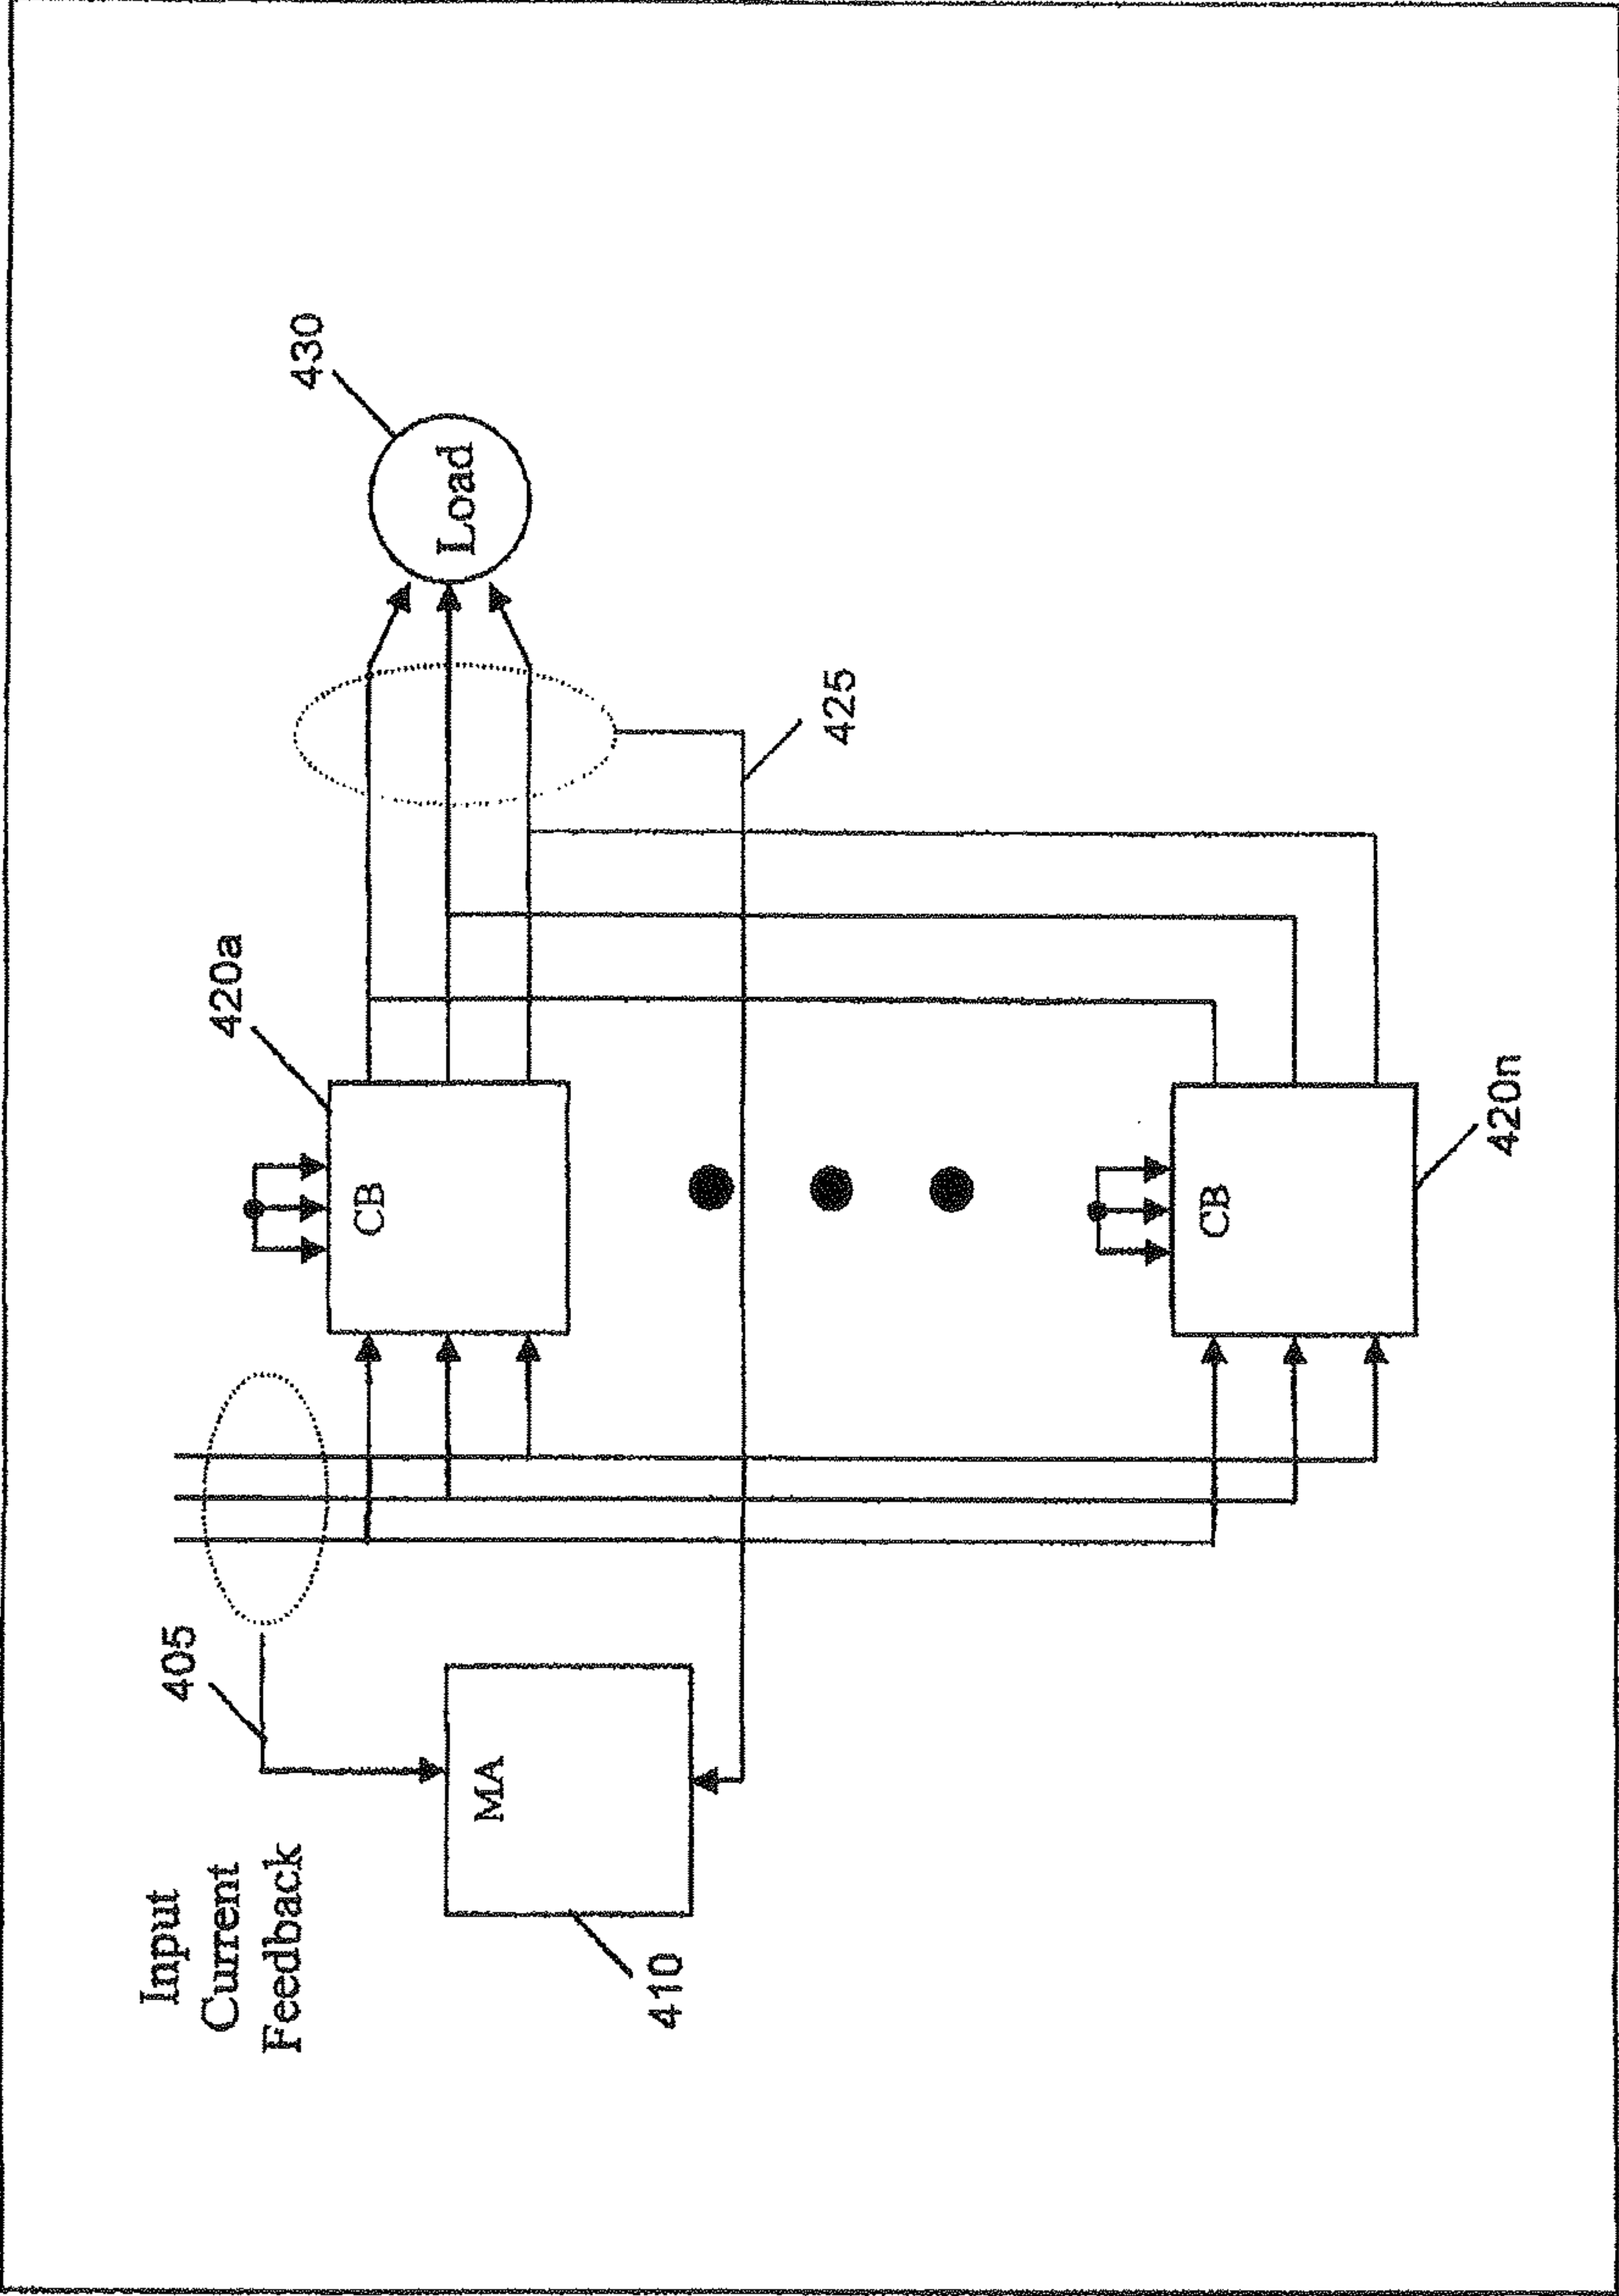 Input
Current
Feedback
405
420a
430
CB
Load
MA
410
425
CB
420n